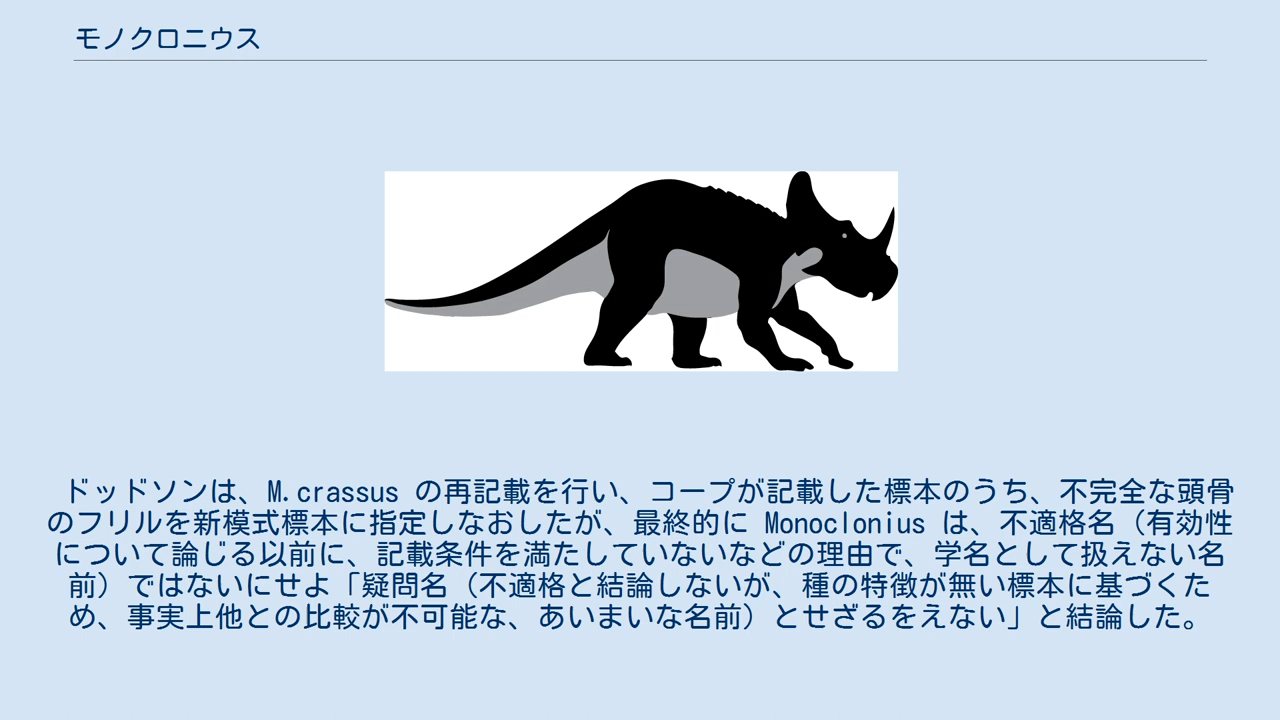 モノクロニウス
ドッドソンは、M.crassus の再記載を行い、コープが記載した標本のうち、不完全な頭骨
のフリルを新模式標本に指定しなおしたが、最終的に Monoclonius は、不適格名（有効性
について論じる以前に、記載条件を満たしていないなどの理由で、学名として扱えない名
前）ではないにせよ「疑問名（不適格と結論しないが、種の特徴が無い標本に基づくた
め、事実上他との比較が不可能な、あいまいな名前）とせざるをえない」と結論した。